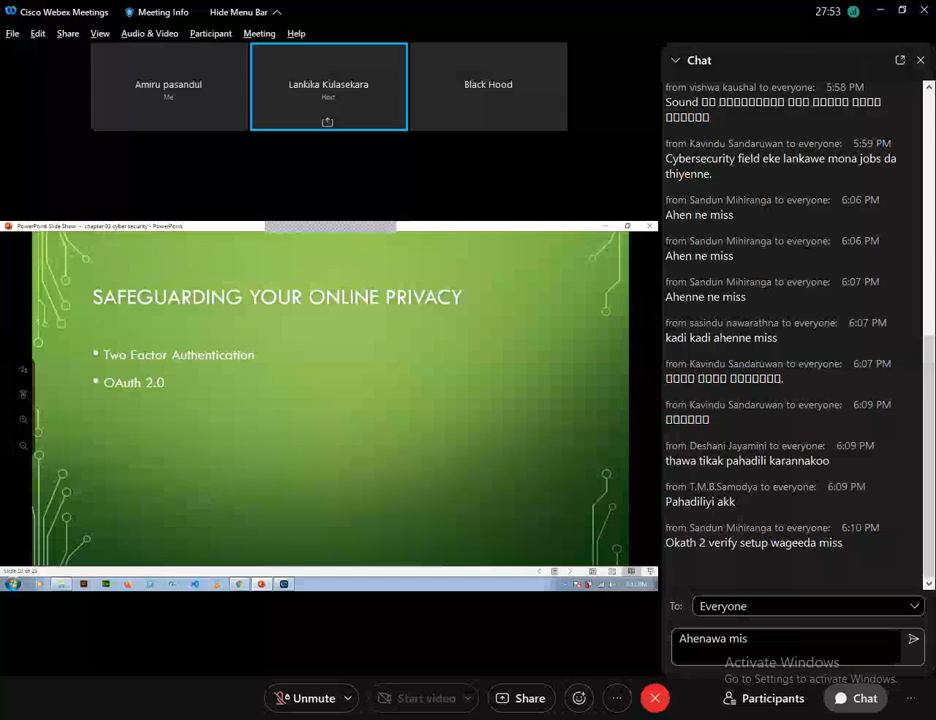 Cisco Webex Meetings
Meeting Info
Hide Menu Bar
27:53
File Edit Share View Audio & Video Participant Meeting Help
Amiru pasandul
Me
Lankika Kulasekara
Host
Black Hood
PowerPoint Slide Show - chapter 03 cyber security - PowerPoint
SAFEGUARDING YOUR ONLINE PRIVACY
• Two Factor Authentication
• OAuth 2.0
Chat
from vishwa kaushal to everyone: 5:58 PM
Sound
from Kavindu Sandaruwan to everyone: 5:59 PM
Cybersecurity field eke lankawe mona jobs da
thiyenne.
from Sandun Mihiranga to everyone: 6:06 PM
Ahen ne miss
from Sandun Mihiranga to everyone: 6:06 PM
Ahen ne miss
from Sandun Mihiranga to everyone: 6:07 PM
Ahenne ne miss
from sasindu nawarathna to everyone: 6:07 PM
kadi kadi ahenne miss
from Kavindu Sandaruwan to everyone: 6:07 PM
from Kavindu Sandaruwan to everyone: 6:09 PM
from Deshani Jayamini to everyone: 6:09 PM
thawa tikak pahadili karannakoo
from T.M.B.Samodya to everyone: 6:09 PM
Pahadiliyi akk
from Sandun Mihiranga to everyone: 6:10 PM
Okath 2 verify setup wageeda miss
To: Everyone
Ahenawa mis
Activate Windows
Go to Settings to activate Windows.
Unmute
Start video
Share
Participants
Chat